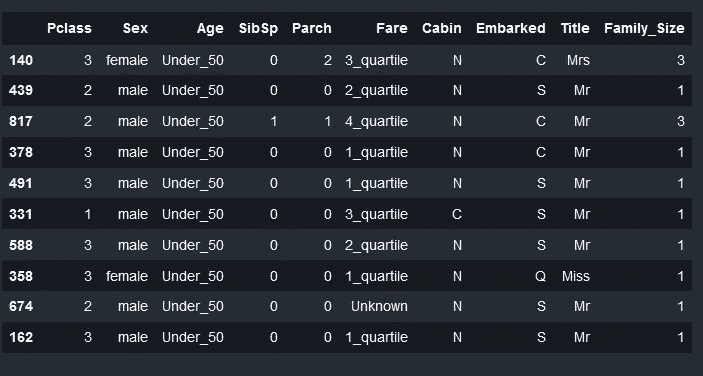 Pclass Sex Age SibSp Parch Fare Cabin Embarked Title Family_Size
140 3 female Under_50 0 2 3_quartile N C Mrs 3
439 2 male Under_50 0 0 2_quartile N S Mr 1
817 2 male Under_50 1 1 4_quartile N C Mr 3
378 3 male Under_50 0 0 1_quartile N C Mr 1
491 3 male Under_50 0 0 1_quartile N S Mr 1
331 1 male Under_50 0 0 3_quartile C S Mr 1
588 3 male Under_50 0 0 2_quartile N S Mr 1
358 3 female Under_50 0 0 1_quartile N Q Miss 1
674 2 male Under_50 0 0 Unknown N S Mr 1
162 3 male Under_50 0 0 1_quartile N S Mr 1